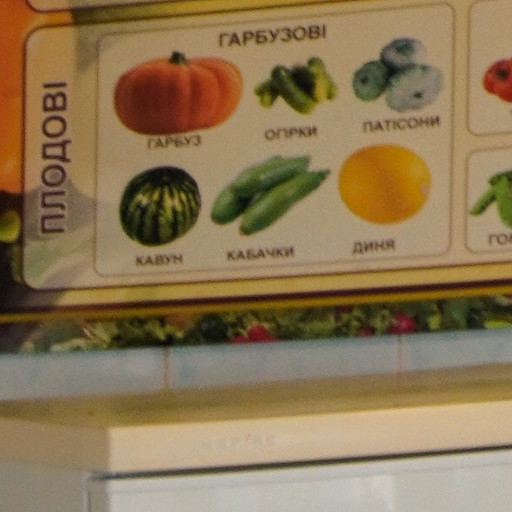 ПЛОДОВІ
ГАРБУЗОВІ
ГАРБУЗ
ОГІРКИ
ПАТІСОНИ
КАВУН
КАБАЧКИ
ДИНЯ